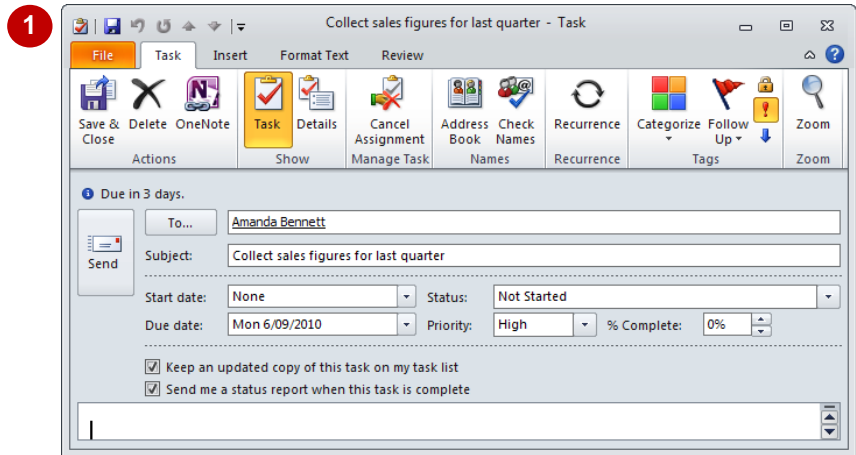 1
Collect sales figures for last quarter - Task
File Task Insert Format Text Review
Save & Close Delete OneNote Task Details Cancel Assignment Address Book Check Names Recurrence Categorize Follow Up Zoom
Actions Show Manage Task Names Recurrence Tags Zoom
Due in 3 days.
To... Amanda Bennett
Send
Subject: Collect sales figures for last quarter
Start date: None Status: Not Started
Due date: Mon 6/09/2010 Priority: High % Complete: 0%
Keep an updated copy of this task on my task list
Send me a status report when this task is complete